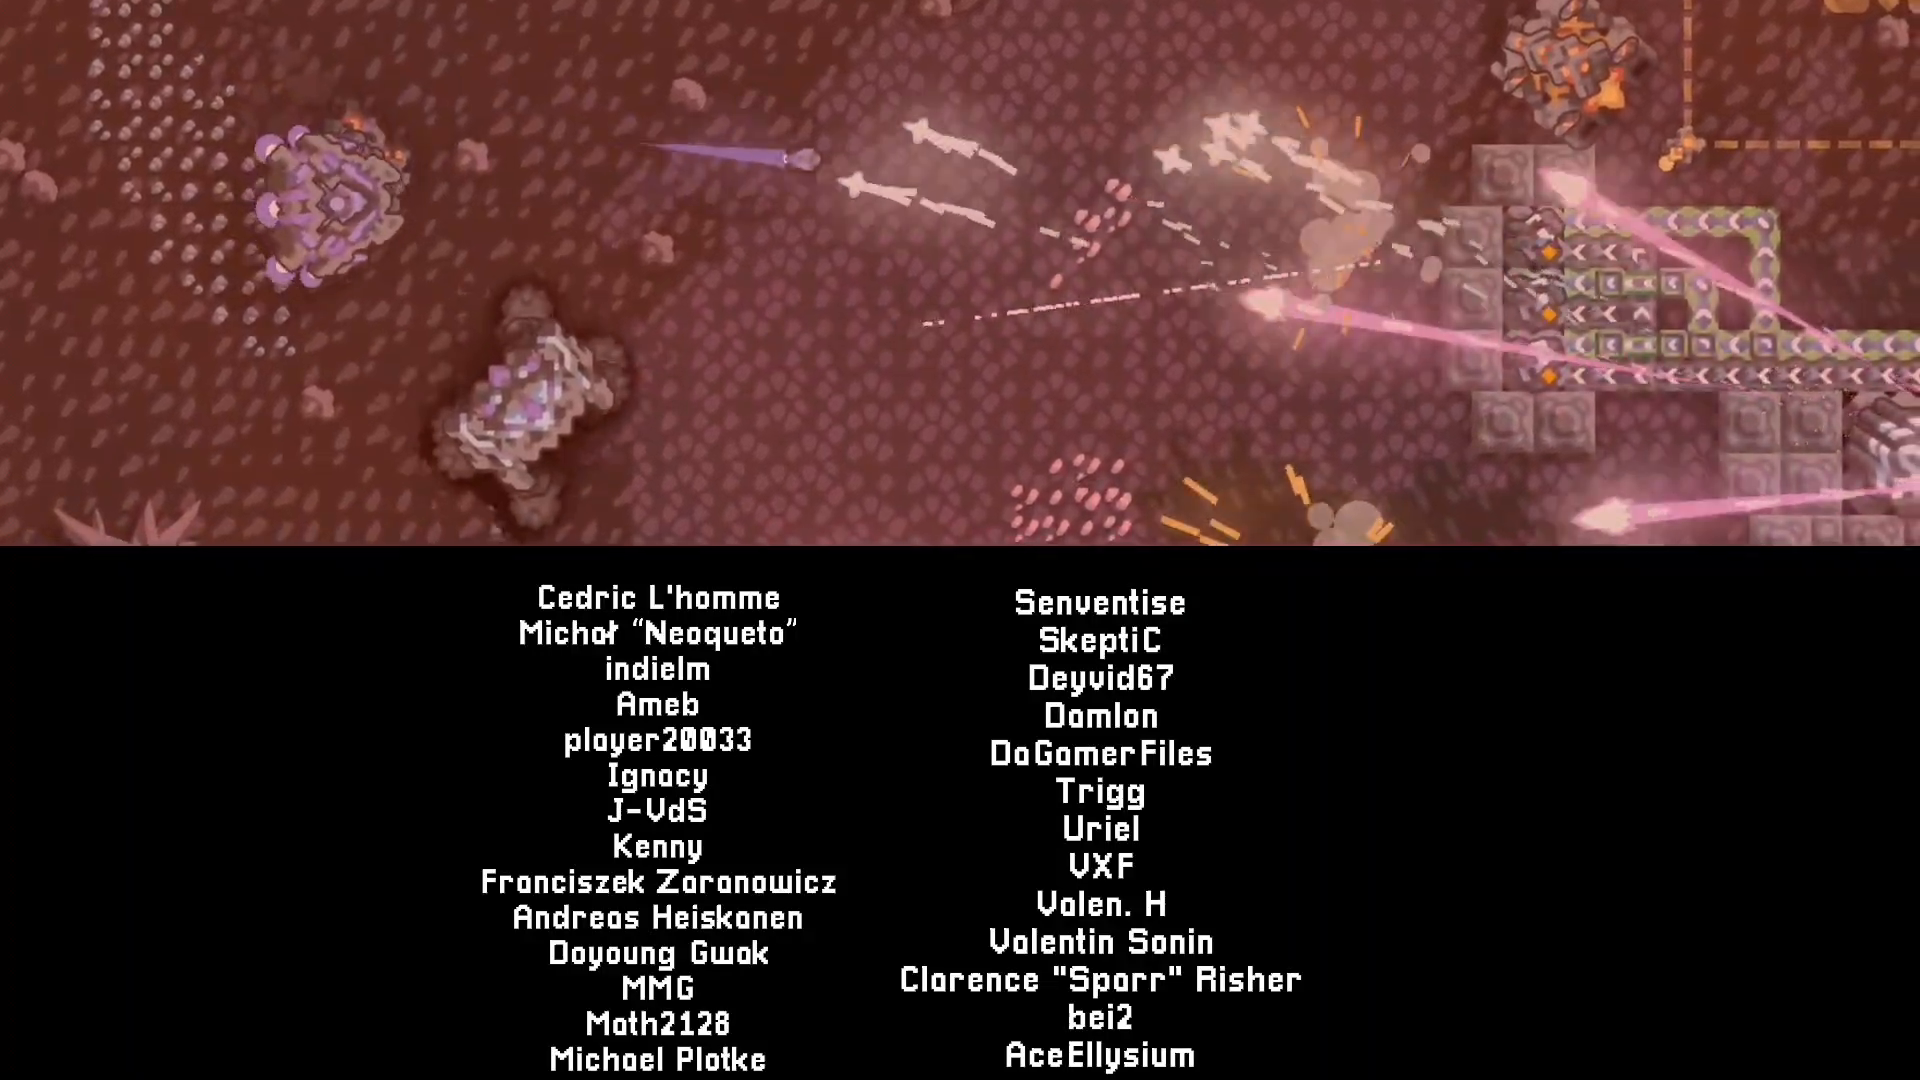 Cedric L'homme
Michał “Neoqueto”
indielm
Ameb
player20033
Ignacy
J-VdS
Kenny
Franciszek Zaranowicz
Andreas Heiskanen
Doyoung Gwak
MMG
Math2128
Michael Plotke
Senventise
SkeptiC
Deyvid67
Damlon
DaGamerFiles
Trigg
Uriel
VXF
Valen. H
Valentin Sonin
Clarence "Sparr" Risher
bei2
AceEllysium